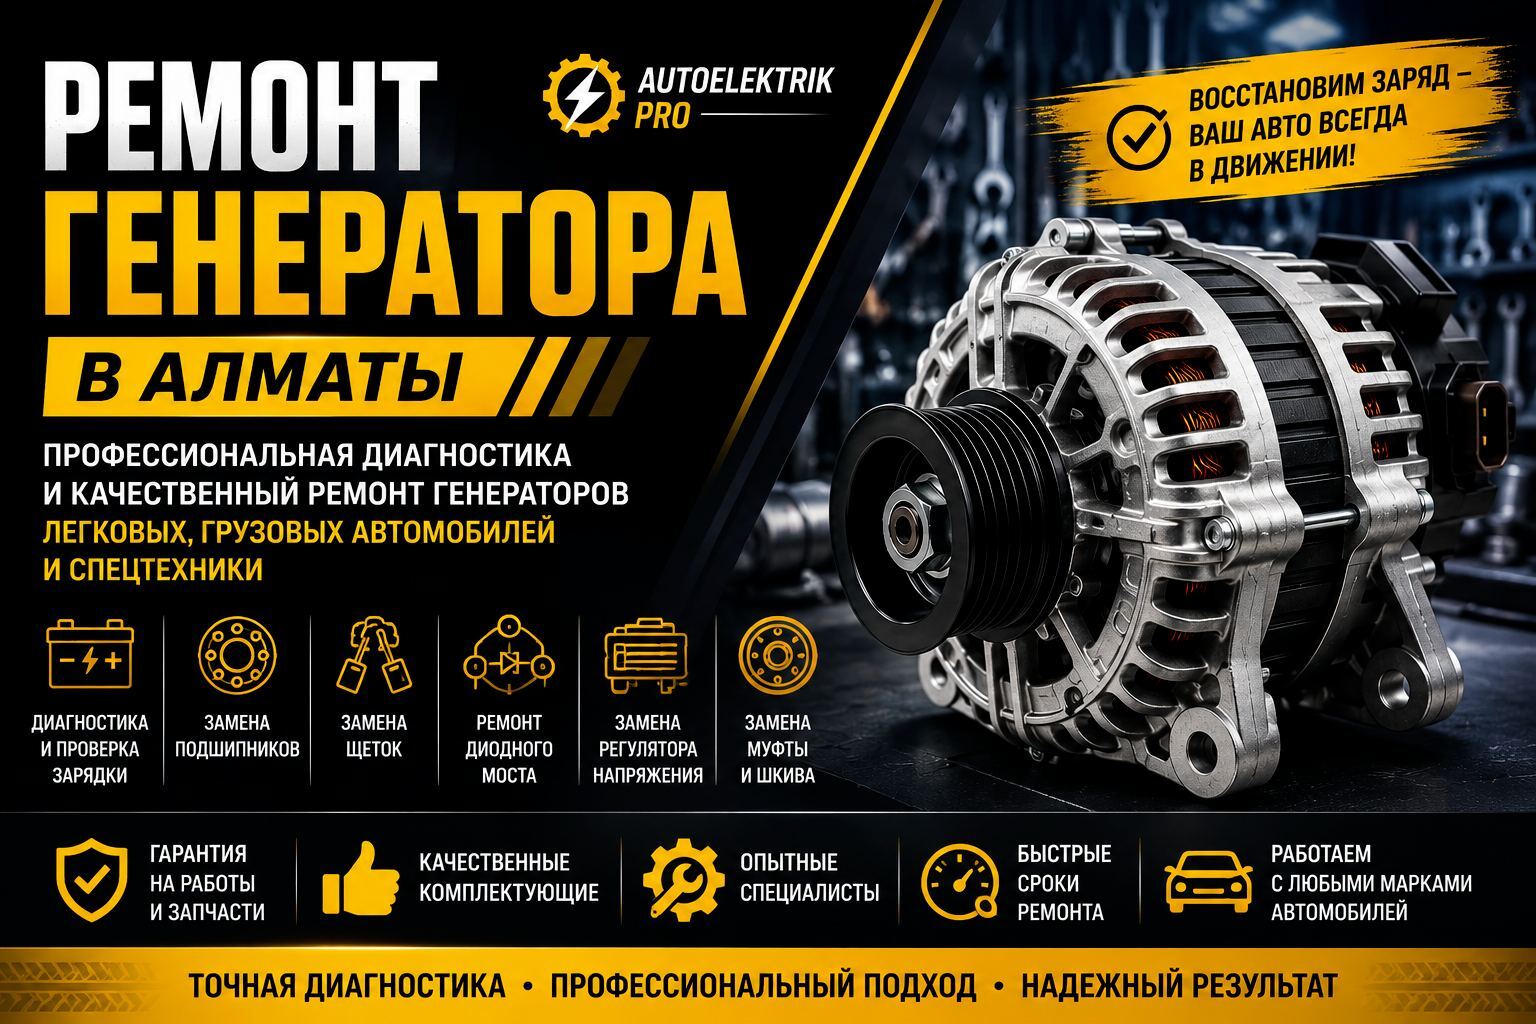 РЕМОНТ
ГЕНЕРАТОРА
В АЛМАТЫ
AUTOELEKTRIK
PRO
ВОССТАНОВИМ ЗАРЯД –
ВАШ АВТО ВСЕГДА
В ДВИЖЕНИИ!
ПРОФЕССИОНАЛЬНАЯ ДИАГНОСТИКА
И КАЧЕСТВЕННЫЙ РЕМОНТ ГЕНЕРАТОРОВ
ЛЕГКОВЫХ, ГРУЗОВЫХ АВТОМОБИЛЕЙ
И СПЕЦТЕХНИКИ
ДИАГНОСТИКА
И ПРОВЕРКА
ЗАРЯДКИ
ЗАМЕНА
ПОДШИПНИКОВ
ЗАМЕНА
ЩЕТОК
РЕМОНТ
ДИОДНОГО
МОСТА
ЗАМЕНА
РЕГУЛЯТОРА
НАПРЯЖЕНИЯ
ЗАМЕНА
МУФТЫ
И ШКИВА
ГАРАНТИЯ
НА РАБОТЫ
И ЗАПЧАСТИ
КАЧЕСТВЕННЫЕ
КОМПЛЕКТУЮЩИЕ
ОПЫТНЫЕ
СПЕЦИАЛИСТЫ
БЫСТРЫЕ
СРОКИ
РЕМОНТА
РАБОТАЕМ
С ЛЮБЫМИ МАРКАМИ
АВТОМОБИЛЕЙ
ТОЧНАЯ ДИАГНОСТИКА • ПРОФЕССИОНАЛЬНЫЙ ПОДХОД • НАДЕЖНЫЙ РЕЗУЛЬТАТ